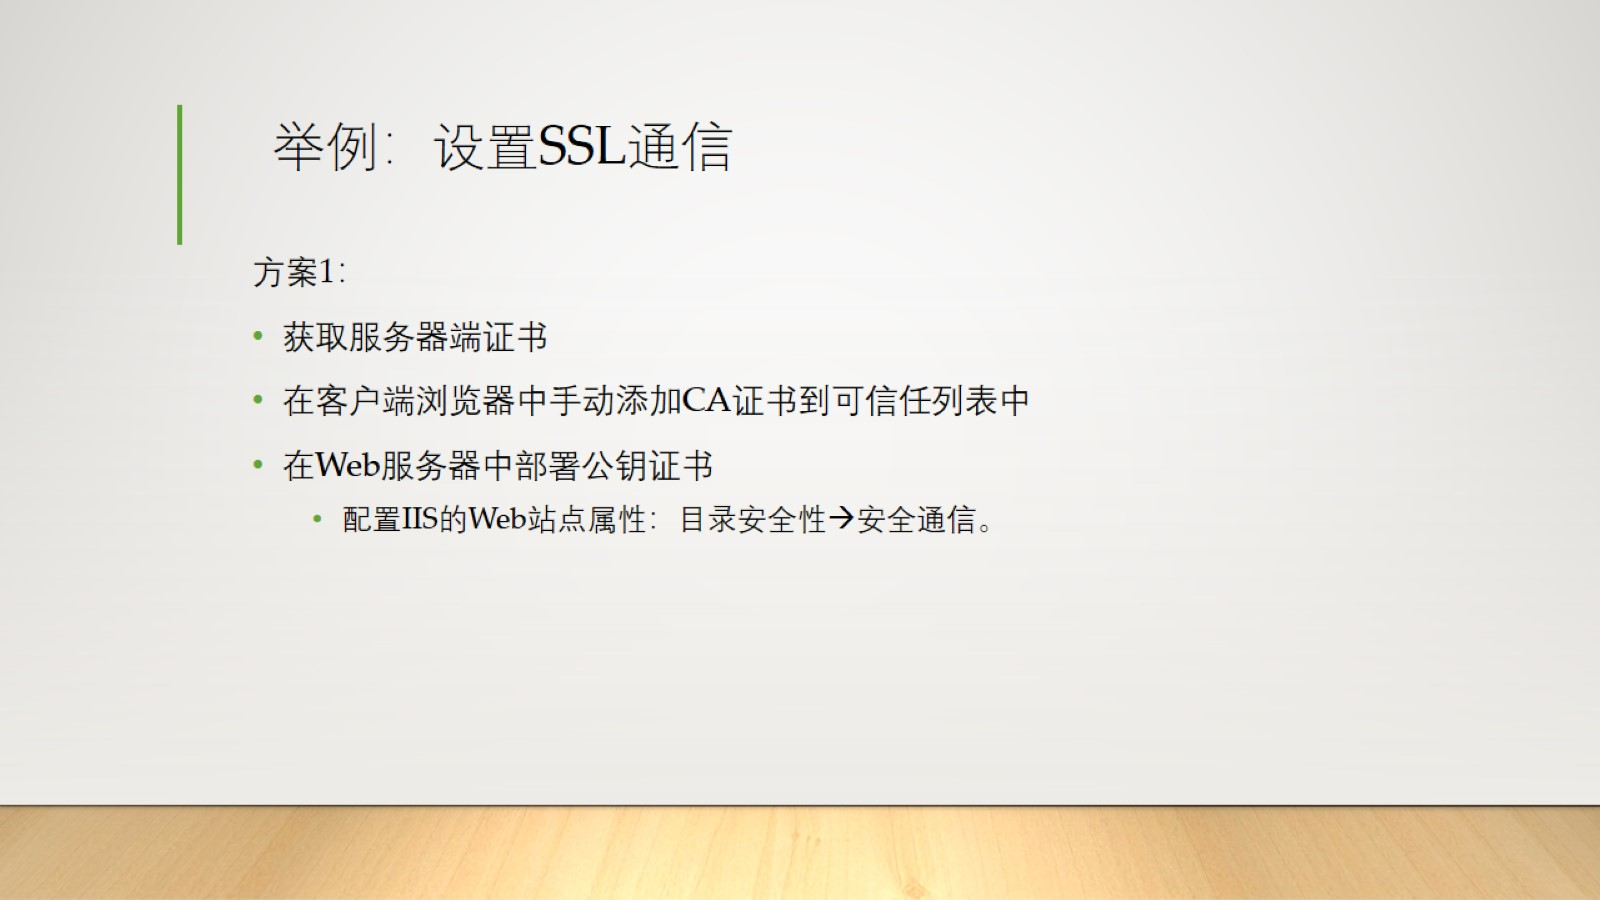 举例：设置SSL通信
方案1：
• 获取服务器端证书
• 在客户端浏览器中手动添加CA证书到可信任列表中
• 在Web服务器中部署公钥证书
• 配置IIS的Web站点属性：目录安全性→安全通信。